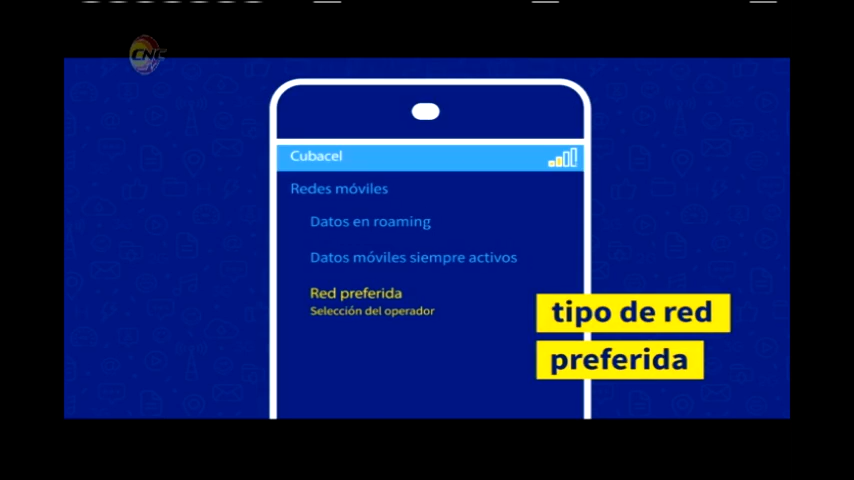 CNC
Cubacel
Redes móviles
Datos en roaming
Datos móviles siempre activos
Red preferida
Selección del operador
tipo de red
preferida